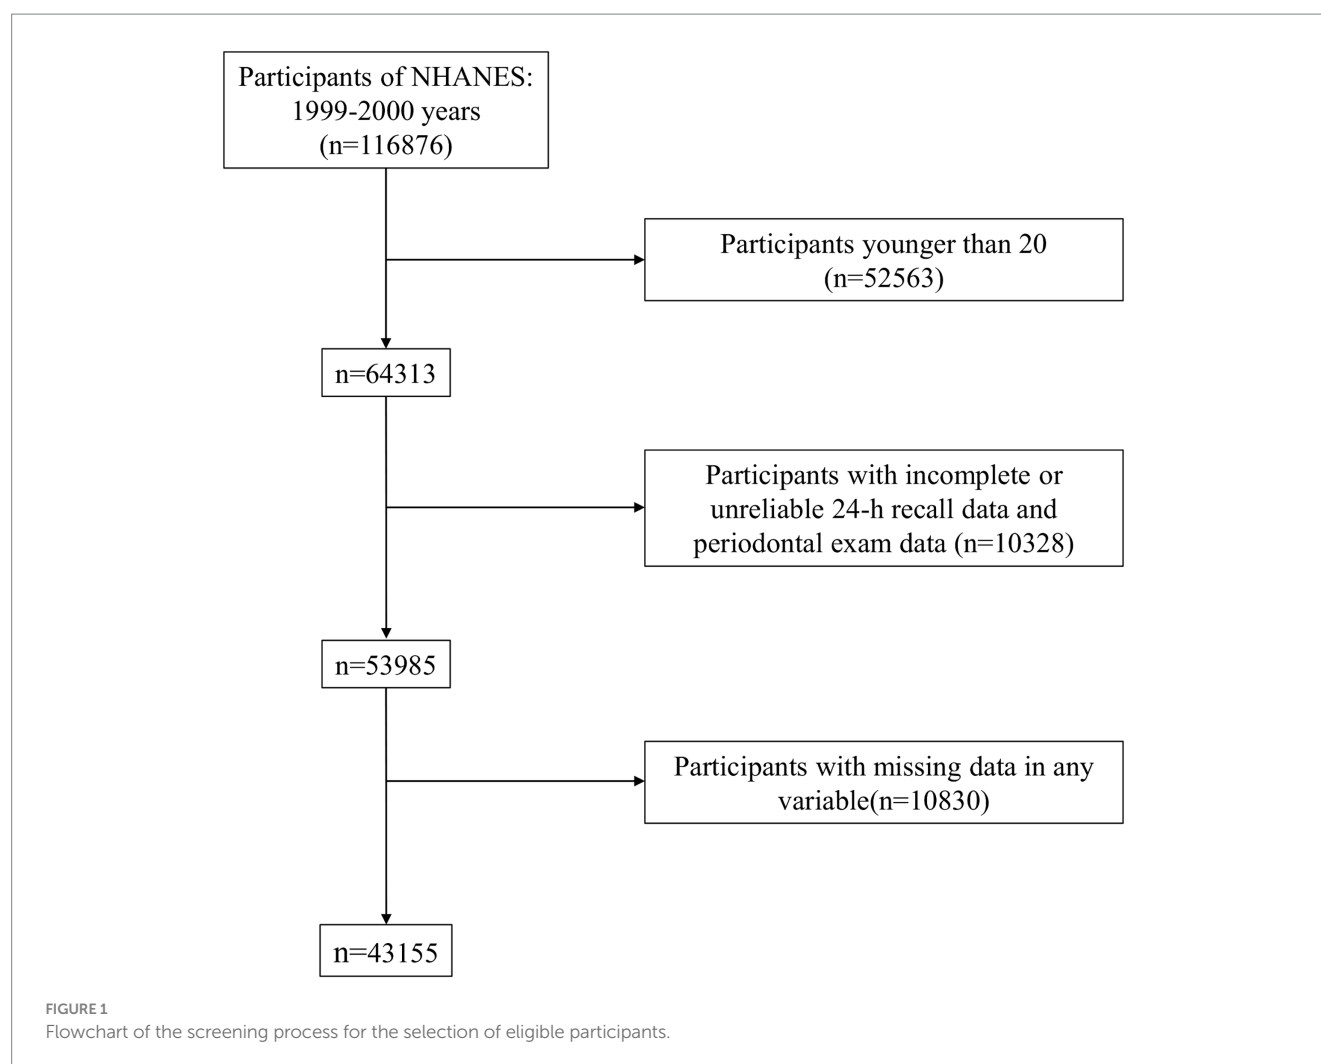 Participants of NHANES:
1999-2000 years
(n=116876)
Participants younger than 20
(n=52563)
n=64313
Participants with incomplete or
unreliable 24-h recall data and
periodontal exam data (n=10328)
n=53985
Participants with missing data in any
variable(n=10830)
n=43155
FIGURE 1
Flowchart of the screening process for the selection of eligible participants.